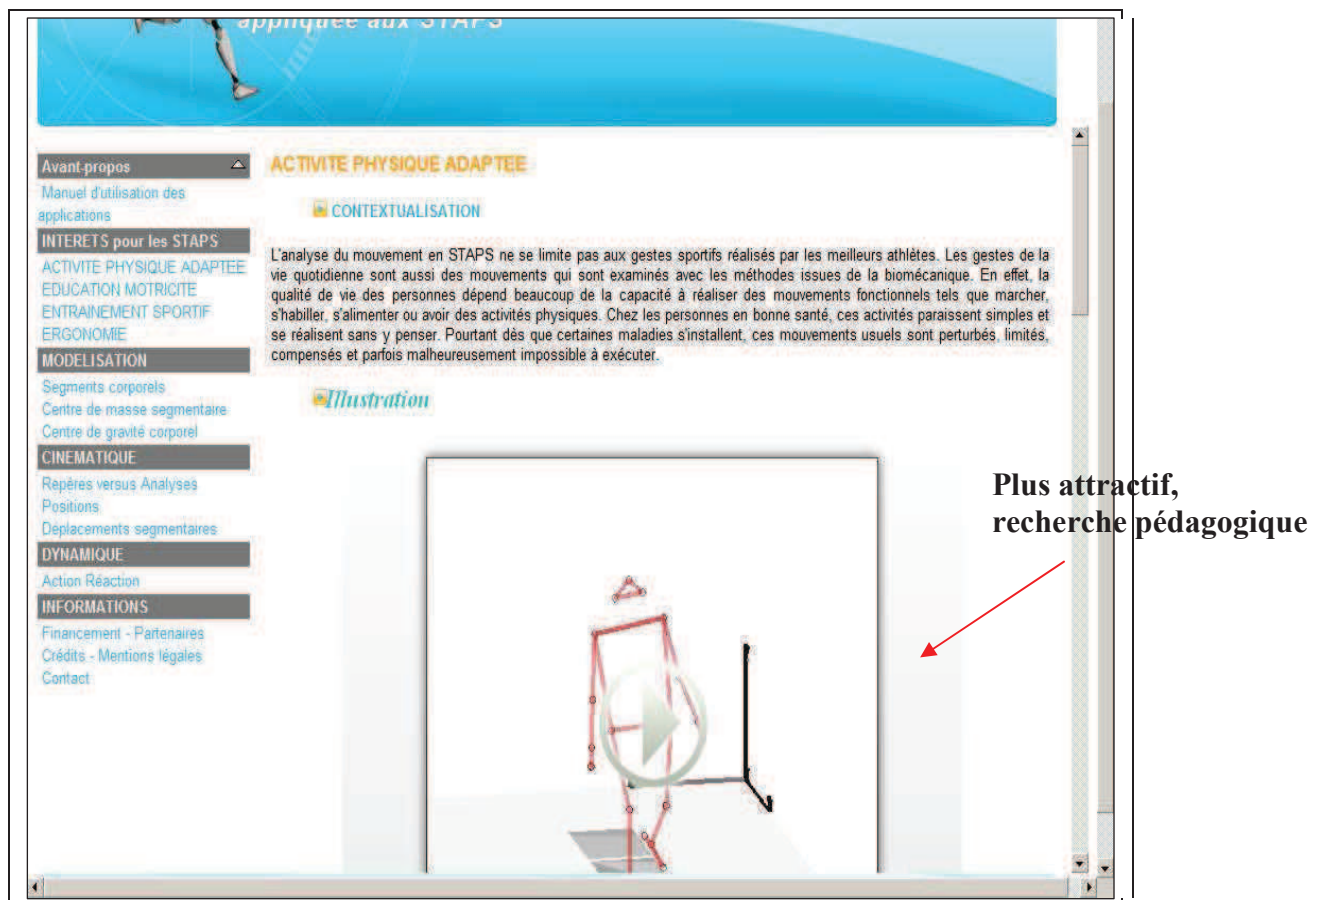 appliquée aux STAPS
Avant-propos
Manuel d'utilisation des
applications
INTERETS pour les STAPS
ACTIVITE PHYSIQUE ADAPTEE
EDUCATION MOTRICITE
ENTRAINEMENT SPORTIF
ERGONOMIE
MODELISATION
Segments corporels
Centre de masse segmentaire
Centre de gravité corporel
CINEMATIQUE
Repères versus Analyses
Positions
Déplacements segmentaires
DYNAMIQUE
Action Réaction
INFORMATIONS
Financement - Partenaires
Crédits - Mentions légales
Contact
ACTIVITE PHYSIQUE ADAPTEE
CONTEXTUALISATION
L'analyse du mouvement en STAPS ne se limite pas aux gestes sportifs réalisés par les meilleurs athlètes. Les gestes de la
vie quotidienne sont aussi des mouvements qui sont examinés avec les méthodes issues de la biomécanique. En effet, la
qualité de vie des personnes dépend beaucoup de la capacité à réaliser des mouvements fonctionnels tels que marcher,
s'habiller, s'alimenter ou avoir des activités physiques. Chez les personnes en bonne santé, ces activités paraissent simples et
se réalisent sans y penser. Pourtant dès que certaines maladies s'installent, ces mouvements usuels sont perturbés, limités,
compensés et parfois malheureusement impossible à exécuter.
Illustration
Plus attractif,
recherche pédagogique